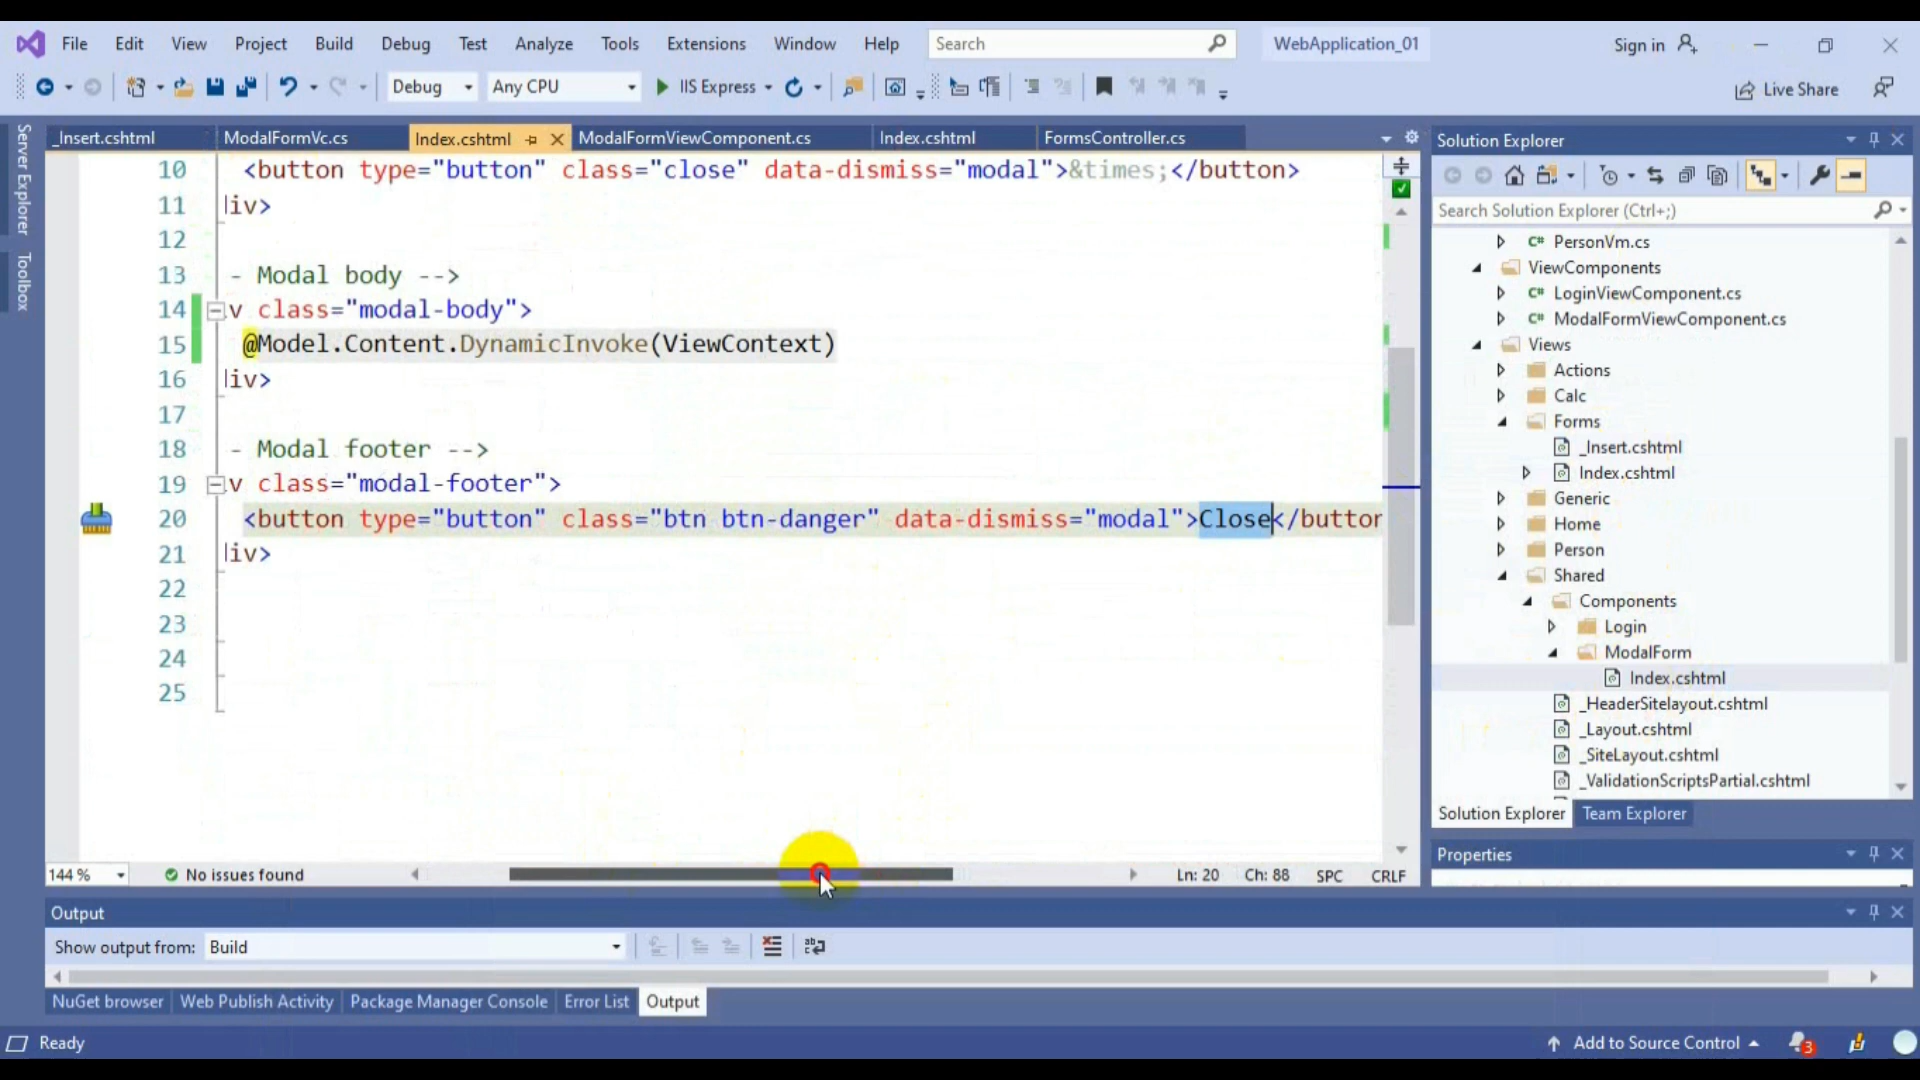 File Edit View Project Build Debug Test Analyze Tools Extensions Window Help Search WebApplication_01 Sign in
Debug Any CPU IIS Express Live Share
Server Explorer
Toolbox
_Insert.cshtml ModalFormVc.cs Index.cshtml ModalFormViewComponent.cs Index.cshtml FormsController.cs
10 <button type="button" class="close" data-dismiss="modal">&times;</button>
11 iv>
12
13 - Modal body -->
14 v class="modal-body">
15 @Model.Content.DynamicInvoke(ViewContext)
16 iv>
17
18 - Modal footer -->
19 v class="modal-footer">
20 <button type="button" class="btn btn-danger" data-dismiss="modal">Close</button
21 iv>
22
23
24
25
144 % No issues found Ln: 20 Ch: 88 SPC CRLF
Solution Explorer
Search Solution Explorer (Ctrl+;)
C# PersonVm.cs
ViewComponents
C# LoginViewComponent.cs
C# ModalFormViewComponent.cs
Views
Actions
Calc
Forms
_Insert.cshtml
Index.cshtml
Generic
Home
Person
Shared
Components
Login
ModalForm
Index.cshtml
_HeaderSitelayout.cshtml
_Layout.cshtml
_SiteLayout.cshtml
_ValidationScriptsPartial.cshtml
Solution Explorer Team Explorer
Properties
Output
Show output from: Build
NuGet browser Web Publish Activity Package Manager Console Error List Output
Ready Add to Source Control 3